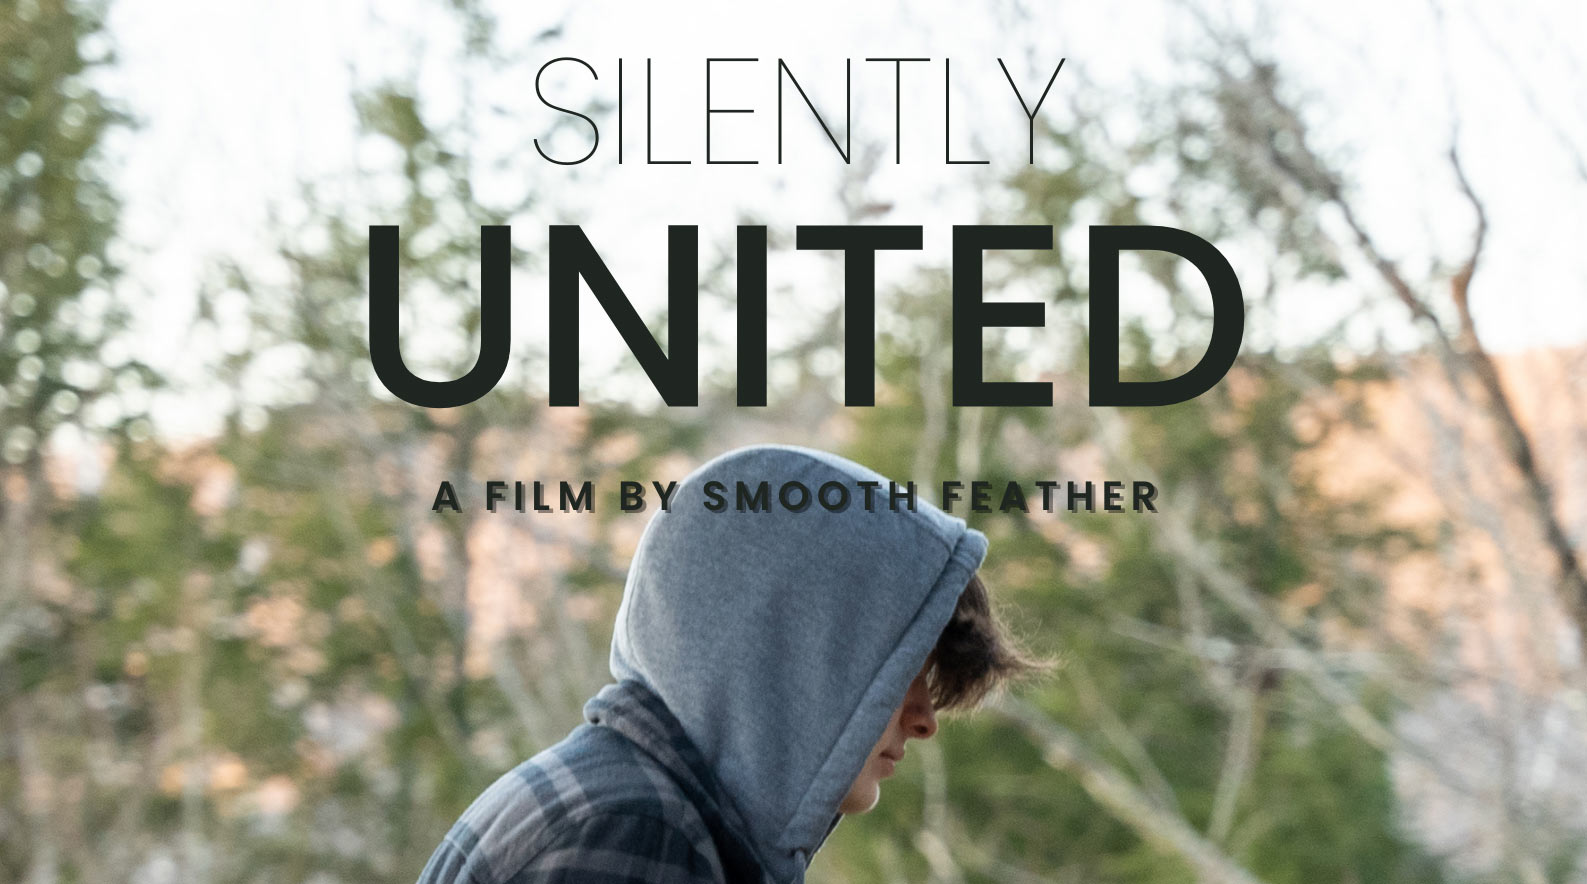 SILENTLY
UNITED
A FILM BY SMOOTH FEATHER